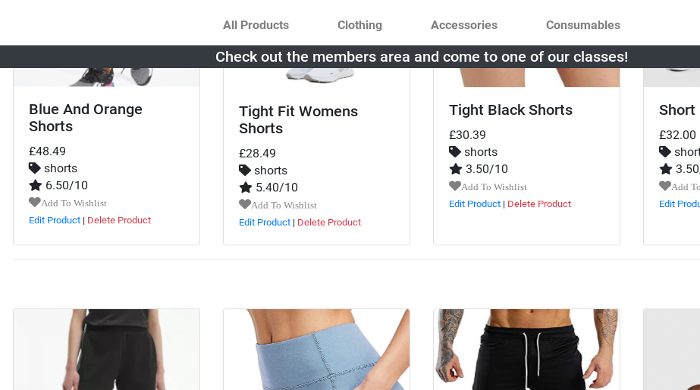 All Products Clothing Accessories Consumables
Check out the members area and come to one of our classes!
Blue And Orange
Shorts
£48.49
shorts
6.50/10
Add To Wishlist
Edit Product | Delete Product
Tight Fit Womens
Shorts
£28.49
shorts
5.40/10
Add To Wishlist
Edit Product | Delete Product
Tight Black Shorts
£30.39
shorts
3.50/10
Add To Wishlist
Edit Product | Delete Product
Short
£32.00
short
3.50
Add To
Edit Produ